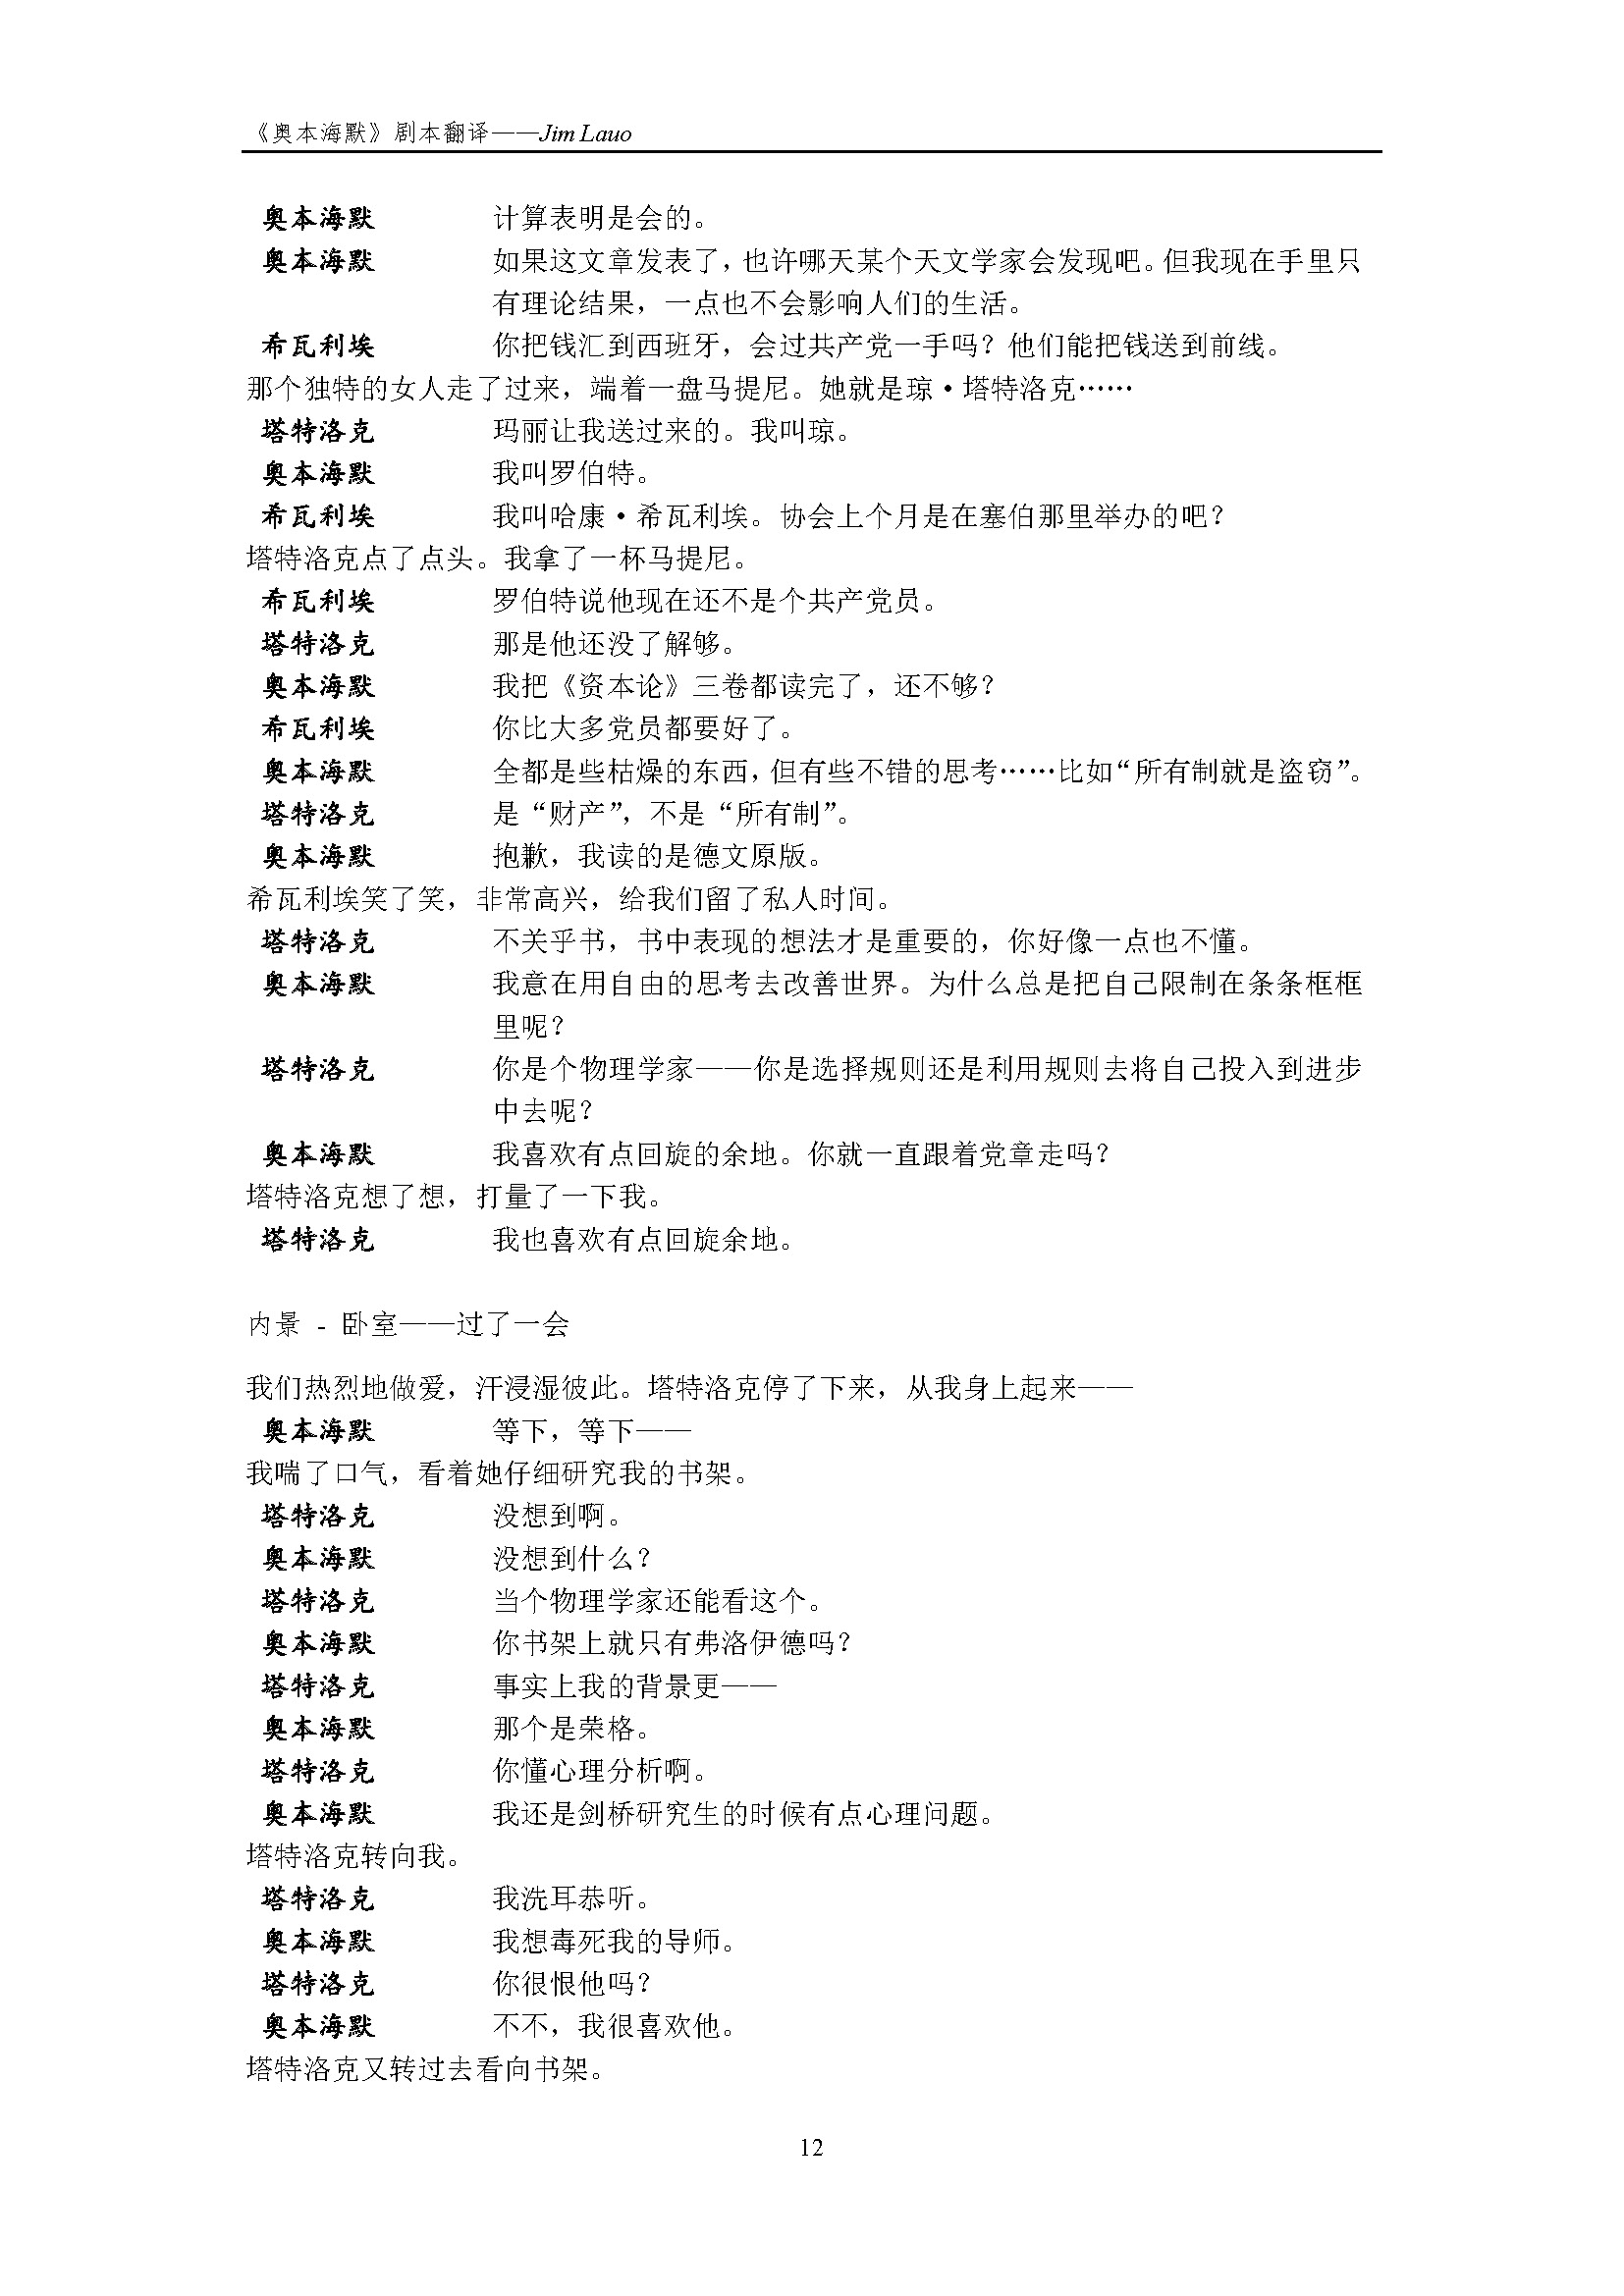 《奥本海默》剧本翻译——Jim Lauo
奥本海默 计算表明是会的。
奥本海默 如果这文章发表了，也许哪天某个天文学家会发现吧。但我现在手里只
有理论结果，一点也不会影响人们的生活。
希瓦利埃 你把钱汇到西班牙，会过共产党一手吗？他们能把钱送到前线。
那个独特的女人走了过来，端着一盘马提尼。她就是琼·塔特洛克……
塔特洛克 玛丽让我送过来的。我叫琼。
奥本海默 我叫罗伯特。
希瓦利埃 我叫哈康·希瓦利埃。协会上个月是在塞伯那里举办的吧？
塔特洛克点了点头。我拿了一杯马提尼。
希瓦利埃 罗伯特说他现在还不是个共产党员。
塔特洛克 那是他还没了解够。
奥本海默 我把《资本论》三卷都读完了，还不够？
希瓦利埃 你比大多党员都要好了。
奥本海默 全都是些枯燥的东西，但有些不错的思考……比如“所有制就是盗窃”。
塔特洛克 是“财产”，不是“所有制”。
奥本海默 抱歉，我读的是德文原版。
希瓦利埃笑了笑，非常高兴，给我们留了私人时间。
塔特洛克 不关乎书，书中表现的想法才是重要的，你好像一点也不懂。
奥本海默 我意在用自由的思考去改善世界。为什么总是把自己限制在条条框框
里呢？
塔特洛克 你是个物理学家——你是选择规则还是利用规则去将自己投入到进步
中去呢？
奥本海默 我喜欢有点回旋的余地。你就一直跟着党章走吗？
塔特洛克想了想，打量了一下我。
塔特洛克 我也喜欢有点回旋余地。
内景 - 卧室——过了一会
我们热烈地做爱，汗浸湿彼此。塔特洛克停了下来，从我身上起来——
奥本海默 等下，等下——
我喘了口气，看着她仔细研究我的书架。
塔特洛克 没想到啊。
奥本海默 没想到什么？
塔特洛克 当个物理学家还能看这个。
奥本海默 你书架上就只有弗洛伊德吗？
塔特洛克 事实上我的背景更——
奥本海默 那个是荣格。
塔特洛克 你懂心理分析啊。
奥本海默 我还是剑桥研究生的时候有点心理问题。
塔特洛克转向我。
塔特洛克 我洗耳恭听。
奥本海默 我想毒死我的导师。
塔特洛克 你很恨他吗？
奥本海默 不不，我很喜欢他。
塔特洛克又转过去看向书架。
12